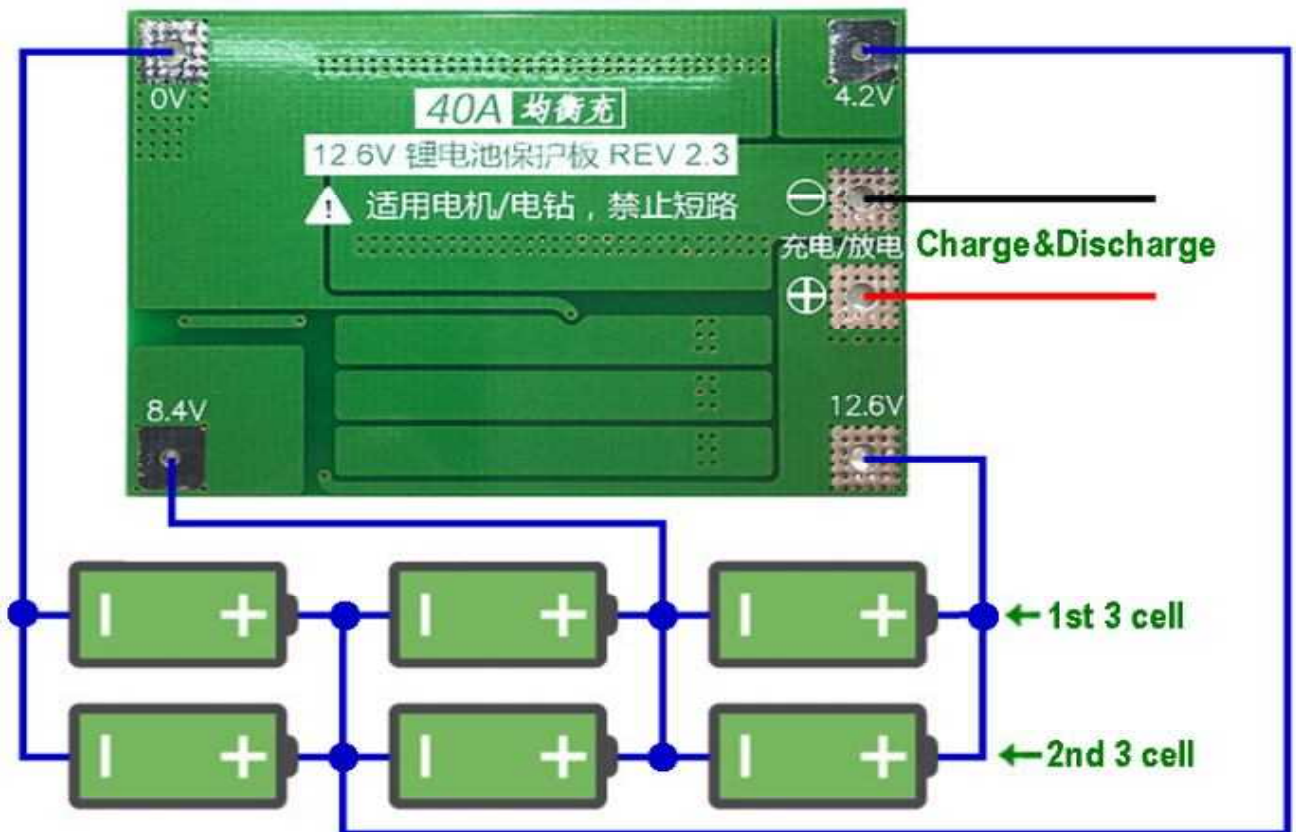 0V
4.2V
40A 均衡充
12.6V 锂电池保护板 REV 2.3
! 适用电机/电钻，禁止短路
⊖
充电/放电 Charge&Discharge
⊕
8.4V
12.6V
− + − + − +
←1st 3 cell
− + − + − +
←2nd 3 cell